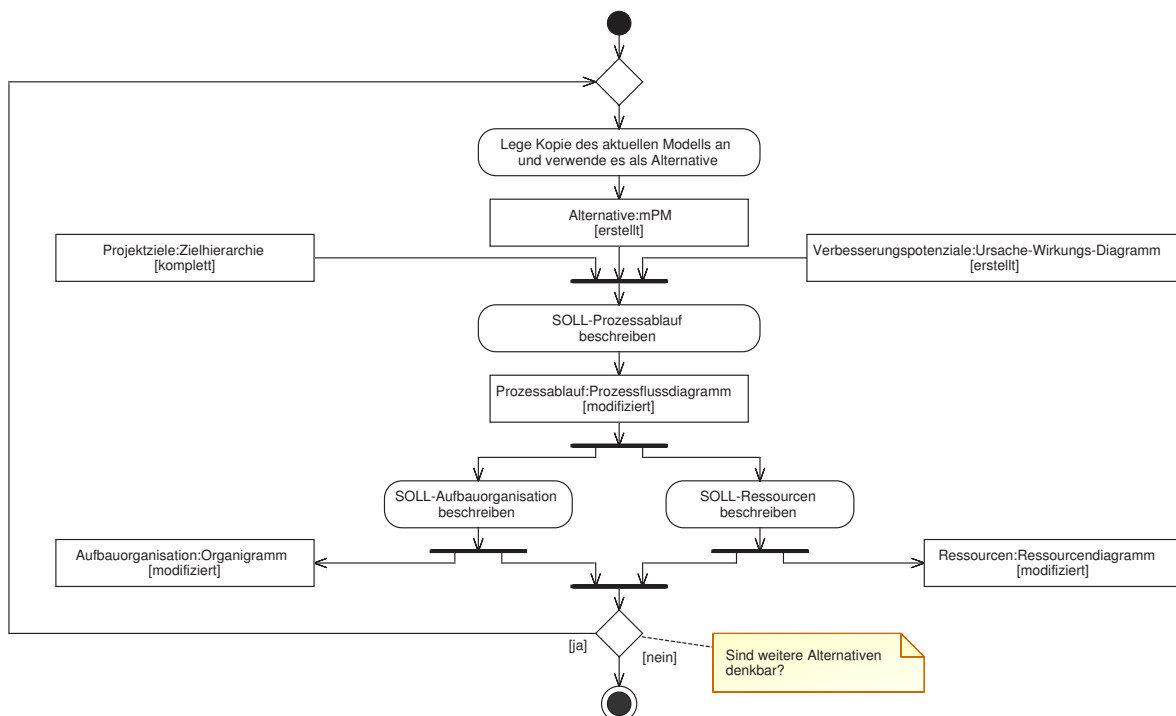 Lege Kopie des aktuellen Modells an
und verwende es als Alternative
Alternative:mPM
[erstellt]
Projektziele:Zielhierarchie
[komplett]
Verbesserungspotenziale:Ursache-Wirkungs-Diagramm
[erstellt]
SOLL-Prozessablauf
beschreiben
Prozessablauf:Prozessflussdiagramm
[modifiziert]
SOLL-Aufbauorganisation
beschreiben
SOLL-Ressourcen
beschreiben
Aufbauorganisation:Organigramm
[modifiziert]
Ressourcen:Ressourcendiagramm
[modifiziert]
[ja]
[nein]
Sind weitere Alternativen
denkbar?